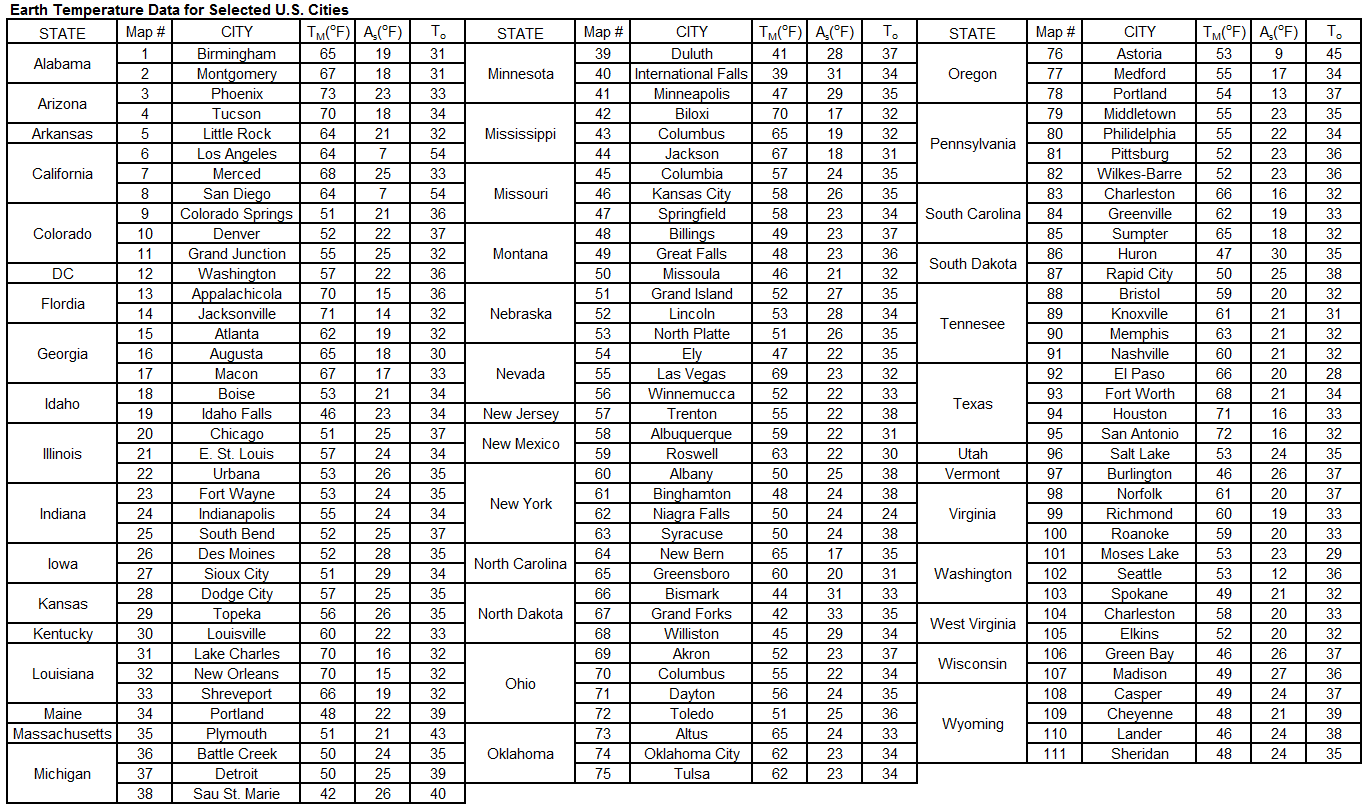 Earth Temperature Data for Selected U.S. Cities
STATE Map # CITY TM(°F) As(°F) To
Alabama 1 Birmingham 65 19 31
2 Montgomery 67 18 31
Arizona 3 Phoenix 73 23 33
4 Tucson 70 18 34
Arkansas 5 Little Rock 64 21 32
California 6 Los Angeles 64 7 54
7 Merced 68 25 33
8 San Diego 64 7 54
Colorado 9 Colorado Springs 51 21 36
10 Denver 52 22 37
11 Grand Junction 55 25 32
DC 12 Washington 57 22 36
Flordia 13 Appalachicola 70 15 36
14 Jacksonville 71 14 32
Georgia 15 Atlanta 62 19 32
16 Augusta 65 18 30
17 Macon 67 17 33
Idaho 18 Boise 53 21 34
19 Idaho Falls 46 23 34
Illinois 20 Chicago 51 25 37
21 E. St. Louis 57 24 34
22 Urbana 53 26 35
Indiana 23 Fort Wayne 53 24 35
24 Indianapolis 55 24 34
25 South Bend 52 25 37
Iowa 26 Des Moines 52 28 35
27 Sioux City 51 29 34
Kansas 28 Dodge City 57 25 35
29 Topeka 56 26 35
Kentucky 30 Louisville 60 22 33
Louisiana 31 Lake Charles 70 16 32
32 New Orleans 70 15 32
33 Shreveport 66 19 32
Maine 34 Portland 48 22 39
Massachusetts 35 Plymouth 51 21 43
Michigan 36 Battle Creek 50 24 35
37 Detroit 50 25 39
38 Sau St. Marie 42 26 40
STATE Map # CITY TM(°F) As(°F) To
Minnesota 39 Duluth 41 28 37
40 International Falls 39 31 34
41 Minneapolis 47 29 35
Mississippi 42 Biloxi 70 17 32
43 Columbus 65 19 32
44 Jackson 67 18 31
Missouri 45 Columbia 57 24 35
46 Kansas City 58 26 35
47 Springfield 58 23 34
Montana 48 Billings 49 23 37
49 Great Falls 48 23 36
50 Missoula 46 21 32
Nebraska 51 Grand Island 52 27 35
52 Lincoln 53 28 34
53 North Platte 51 26 35
Nevada 54 Ely 47 22 35
55 Las Vegas 69 23 32
56 Winnemucca 52 22 33
New Jersey 57 Trenton 55 22 38
New Mexico 58 Albuquerque 59 22 31
59 Roswell 63 22 30
New York 60 Albany 50 25 38
61 Binghamton 48 24 38
62 Niagra Falls 50 24 24
63 Syracuse 50 24 38
North Carolina 64 New Bern 65 17 35
65 Greensboro 60 20 31
North Dakota 66 Bismark 44 31 33
67 Grand Forks 42 33 35
68 Williston 45 29 34
Ohio 69 Akron 52 23 37
70 Columbus 55 22 34
71 Dayton 56 24 35
72 Toledo 51 25 36
Oklahoma 73 Altus 65 24 33
74 Oklahoma City 62 23 34
75 Tulsa 62 23 34
STATE Map # CITY TM(°F) As(°F) To
Oregon 76 Astoria 53 9 45
77 Medford 55 17 34
78 Portland 54 13 37
Pennsylvania 79 Middletown 55 23 35
80 Philidelphia 55 22 34
81 Pittsburg 52 23 36
82 Wilkes-Barre 52 23 36
South Carolina 83 Charleston 66 16 32
84 Greenville 62 19 33
85 Sumpter 65 18 32
South Dakota 86 Huron 47 30 35
87 Rapid City 50 25 38
Tennesee 88 Bristol 59 20 32
89 Knoxville 61 21 31
90 Memphis 63 21 32
91 Nashville 60 21 32
Texas 92 El Paso 66 20 28
93 Fort Worth 68 21 34
94 Houston 71 16 33
95 San Antonio 72 16 32
Utah 96 Salt Lake 53 24 35
Vermont 97 Burlington 46 26 37
Virginia 98 Norfolk 61 20 37
99 Richmond 60 19 33
100 Roanoke 59 20 33
Washington 101 Moses Lake 53 23 29
102 Seattle 53 12 36
103 Spokane 49 21 32
West Virginia 104 Charleston 58 20 33
105 Elkins 52 20 32
Wisconsin 106 Green Bay 46 26 37
107 Madison 49 27 36
Wyoming 108 Casper 49 24 37
109 Cheyenne 48 21 39
110 Lander 46 24 38
111 Sheridan 48 24 35